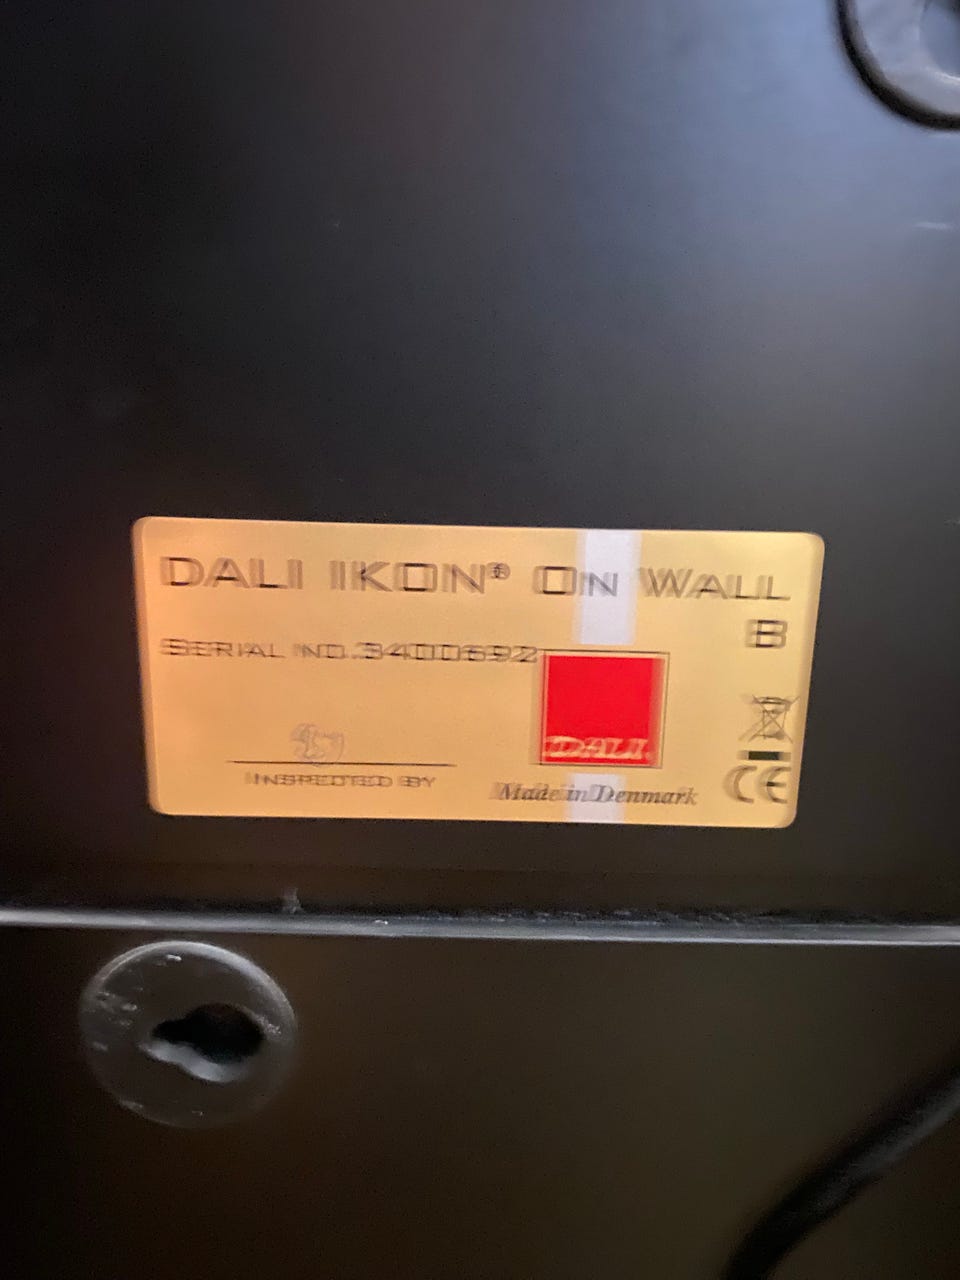 DALI IKON® ON WALL
B
SERIAL NO.3400692
DALI
INSPECTED BY
Made in Denmark
CE